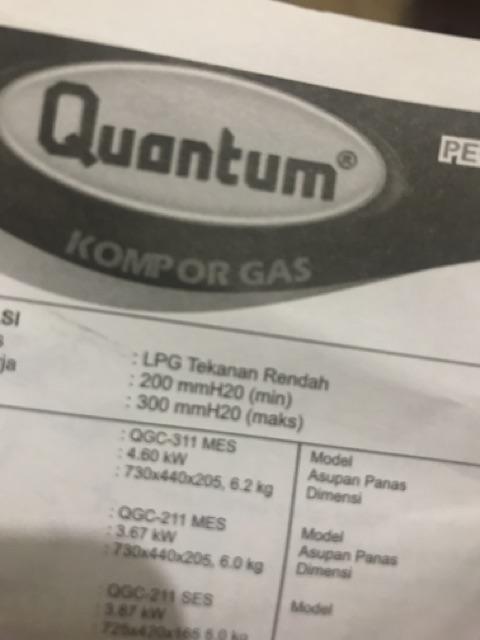 Quantum®
PE
KOMPOR GAS
SI
s
ja
: LPG Tekanan Rendah
: 200 mmH20 (min)
: 300 mmH20 (maks)
: QGC-311 MES
: 4.60 kW
: 730x440x205, 6.2 kg
Model
Asupan Panas
Dimensi
: QGC-211 MES
: 3.67 kW
: 730x440x205, 6.0 kg
Model
Asupan Panas
Dimensi
: QGC-211 SES
: 3.67 kW
Model